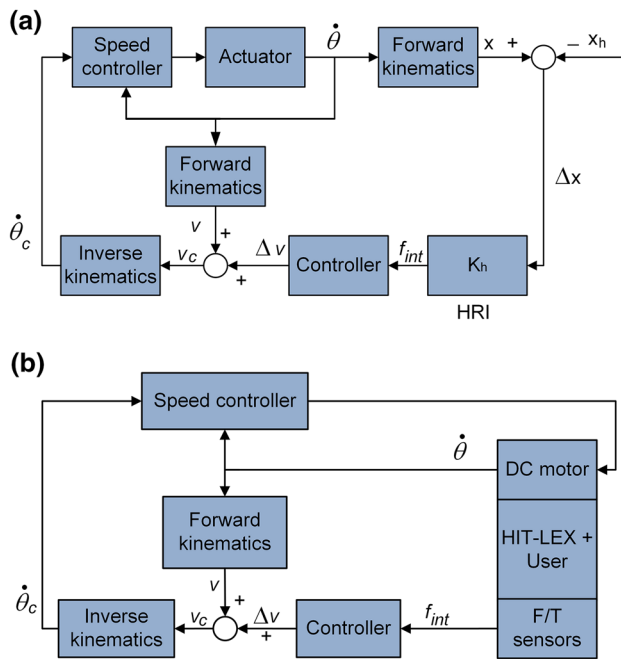 (a)
Speed
controller
Actuator
θ̇
Forward
kinematics
x + − xₕ
Δx
Forward
kinematics
v +
θ̇c
Inverse
kinematics
vc
+
Δv
Controller
fint
Kₕ
HRI
(b)
Speed controller
θ̇
DC motor
HIT-LEX +
User
F/T
sensors
Forward
kinematics
v +
θ̇c
Inverse
kinematics
vc
Δv
+
Controller
fint